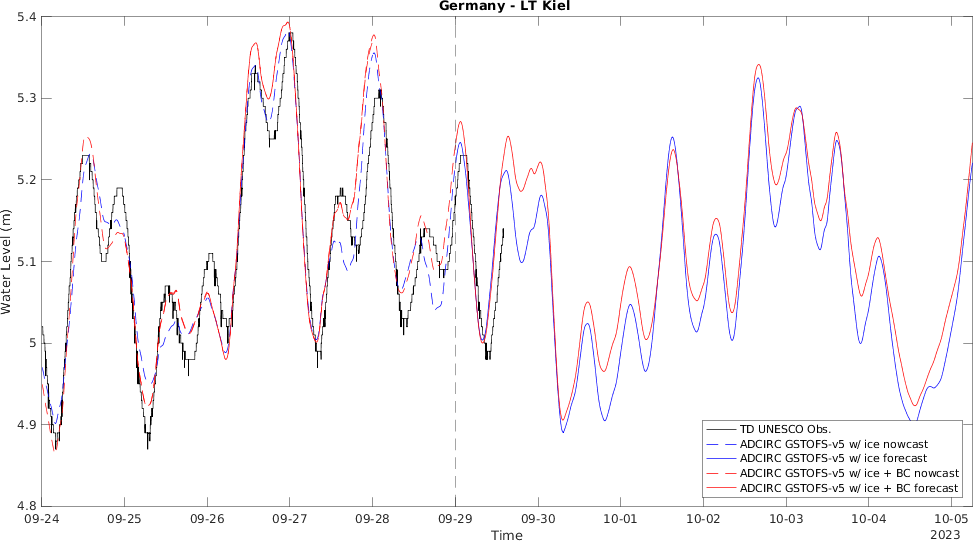 Germany - LT Kiel
5.4
5.3
5.2
5.1
5
4.9
4.8
Water Level (m)
TD UNESCO Obs.
ADCIRC GSTOFS-v5 w/ ice nowcast
ADCIRC GSTOFS-v5 w/ ice forecast
ADCIRC GSTOFS-v5 w/ ice + BC nowcast
ADCIRC GSTOFS-v5 w/ ice + BC forecast
09-24 09-25 09-26 09-27 09-28 09-29 09-30 10-01 10-02 10-03 10-04 10-05
Time
2023